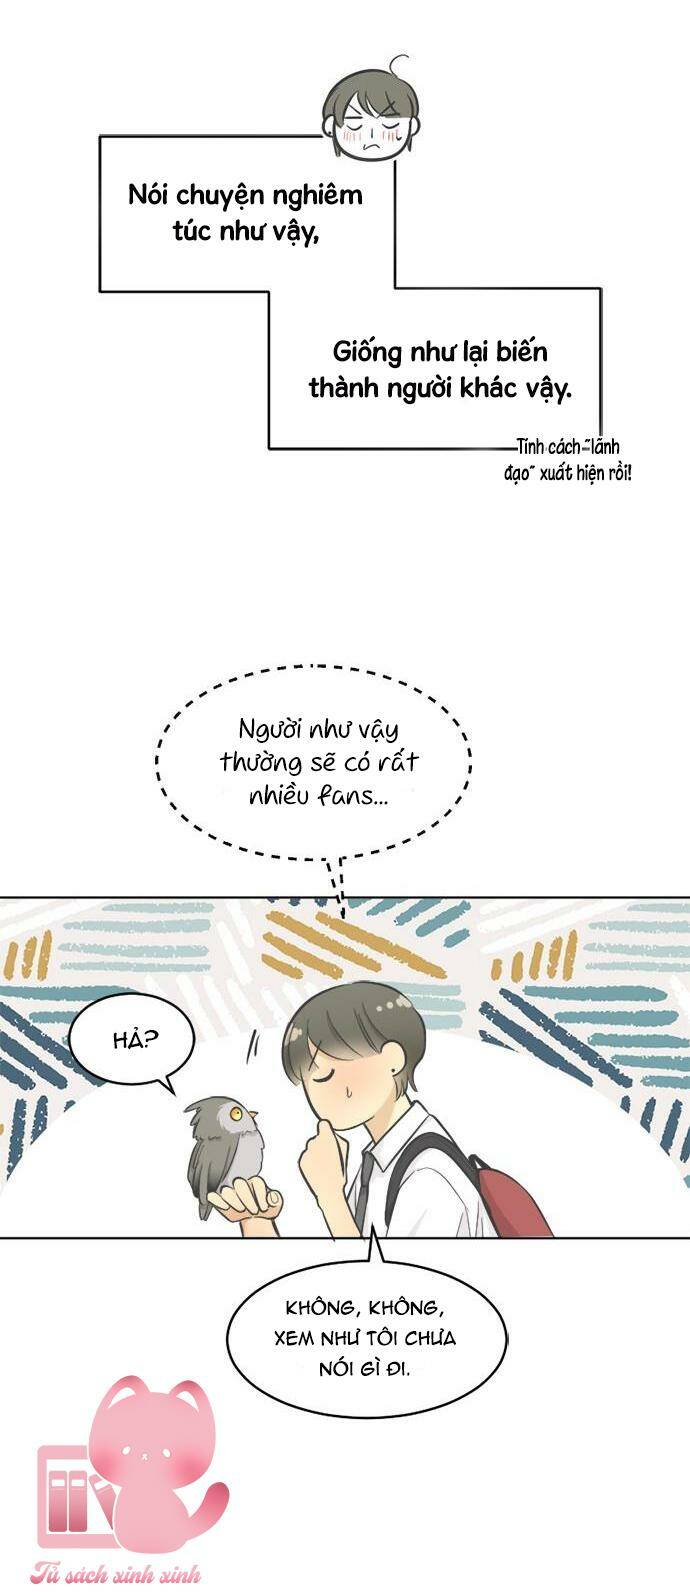 Nói chuyện nghiêm
túc như vậy,
Giống như lại biến
thành người khác vậy.
Tính cách "lãnh
đạo" xuất hiện rồi!
Người như vậy
thường sẽ có rất
nhiều fans...
HẢ?
KHÔNG, KHÔNG,
XEM NHƯ TÔI CHƯA
NÓI GÌ ĐI.
Tủ sách xinh xinh